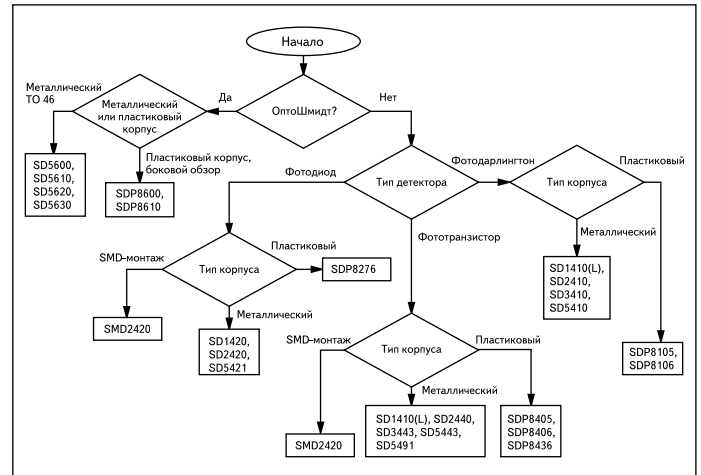 Начало
ОптоШмидт?
Да
Нет
Металлический
ТО 46
Металлический
или пластиковый
корпус
SD5600,
SD5610,
SD5620,
SD5630
Пластиковый корпус,
боковой обзор
SDP8600,
SDP8610
Тип детектора
Фотодиод
Фотодарлингтон
Фототранзистор
Тип корпуса
Пластиковый
Металлический
SD1410(L),
SD2410,
SD3410,
SD5410
SDP8105,
SDP8106
Тип корпуса
SMD-монтаж
Пластиковый
SDP8276
Металлический
SMD2420
SD1420,
SD2420,
SD5421
Тип корпуса
SMD-монтаж
Пластиковый
Металлический
SMD2420
SD1410(L), SD2440,
SD3443, SD5443,
SD5491
SDP8405,
SDP8406,
SDP8436